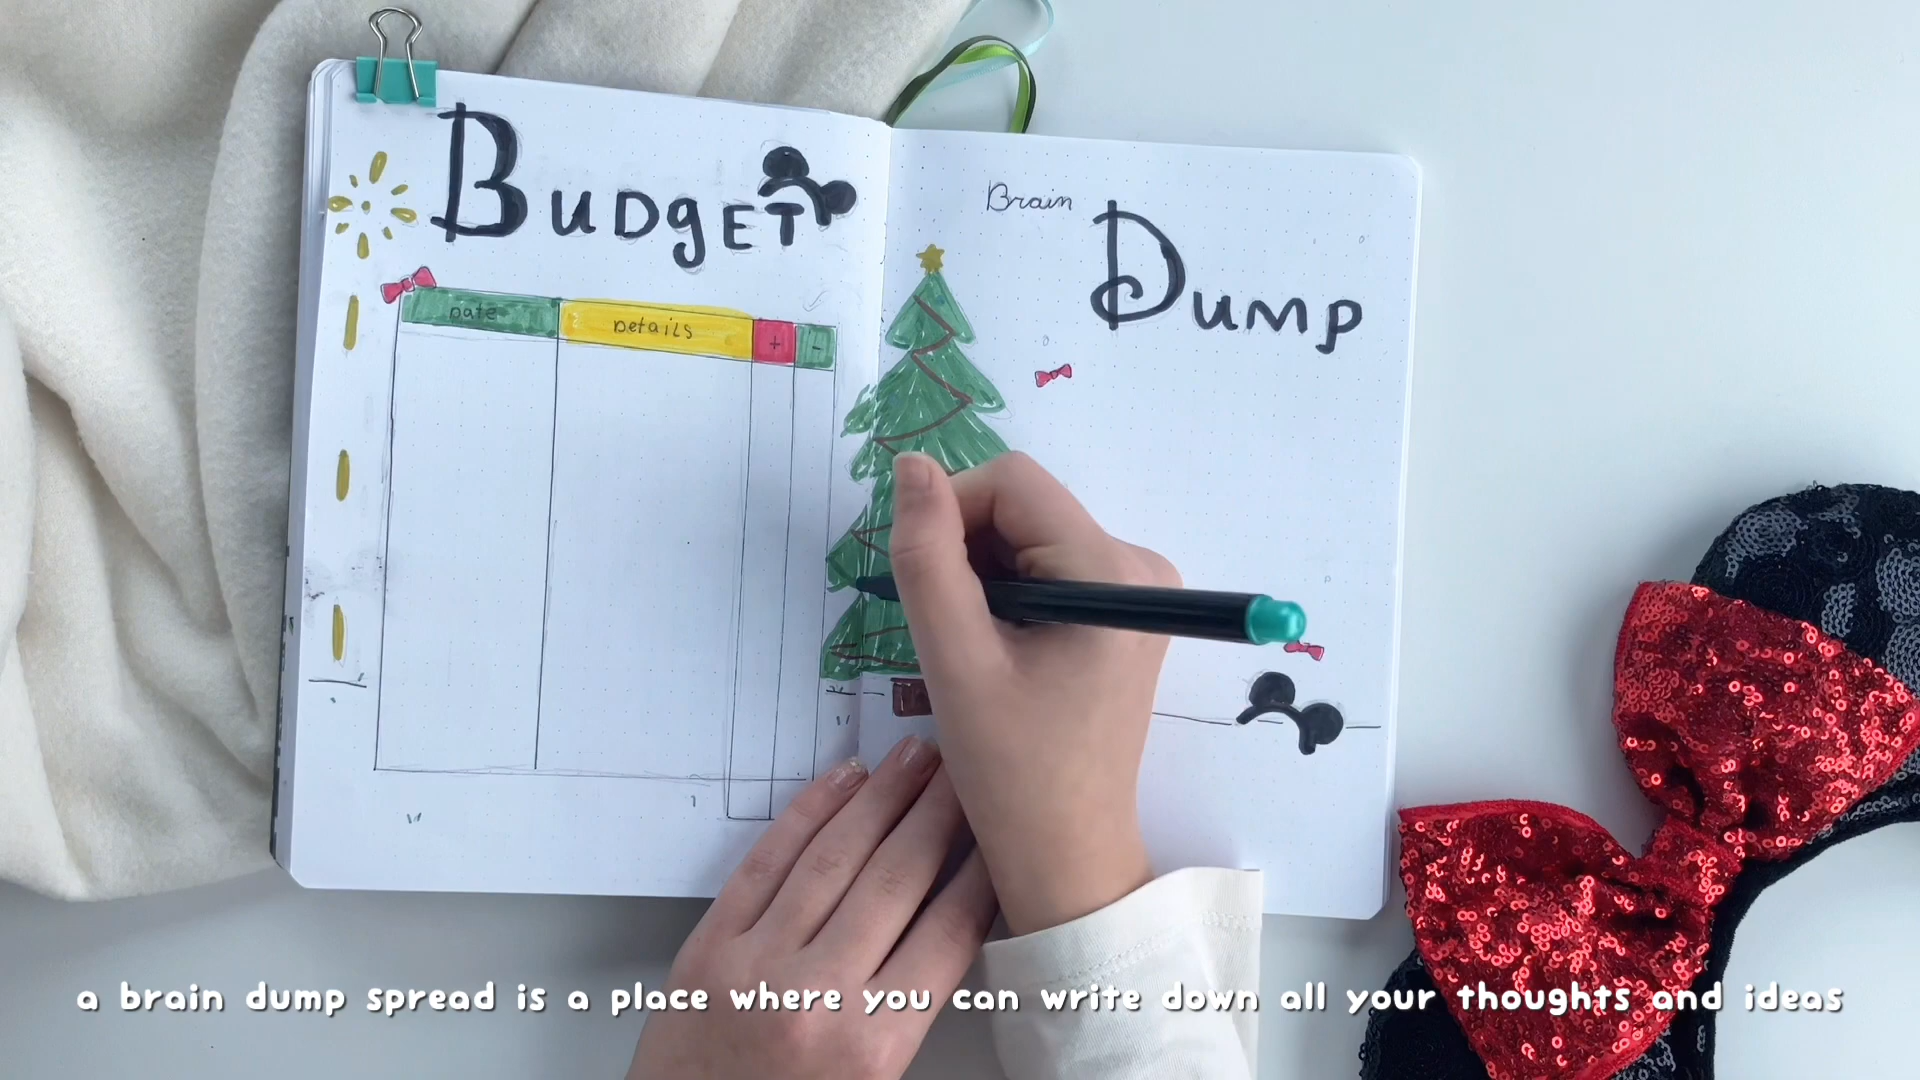 BudgET
Date
Details
+
-
Brain
Dump
a brain dump spread is a place where you can write down all your thoughts and ideas